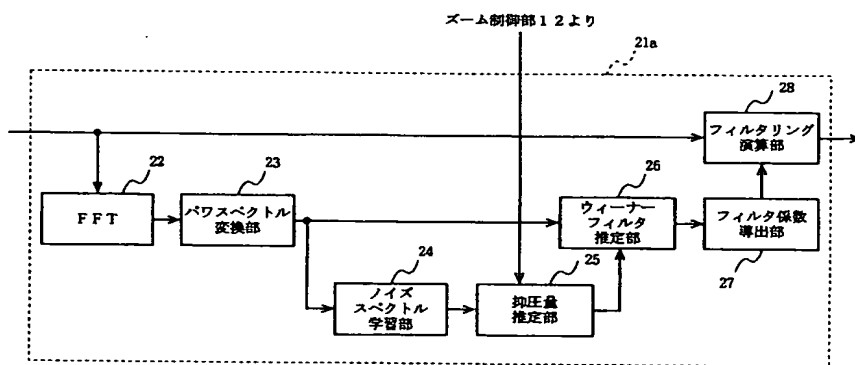 ズーム制御部12より
21a
28
フィルタリング
演算部
22
FFT
23
パワスペクトル
変換部
26
ウィーナー
フィルタ
推定部
フィルタ係数
導出部
27
24
ノイズ
スペクトル
学習部
25
抑圧量
推定部